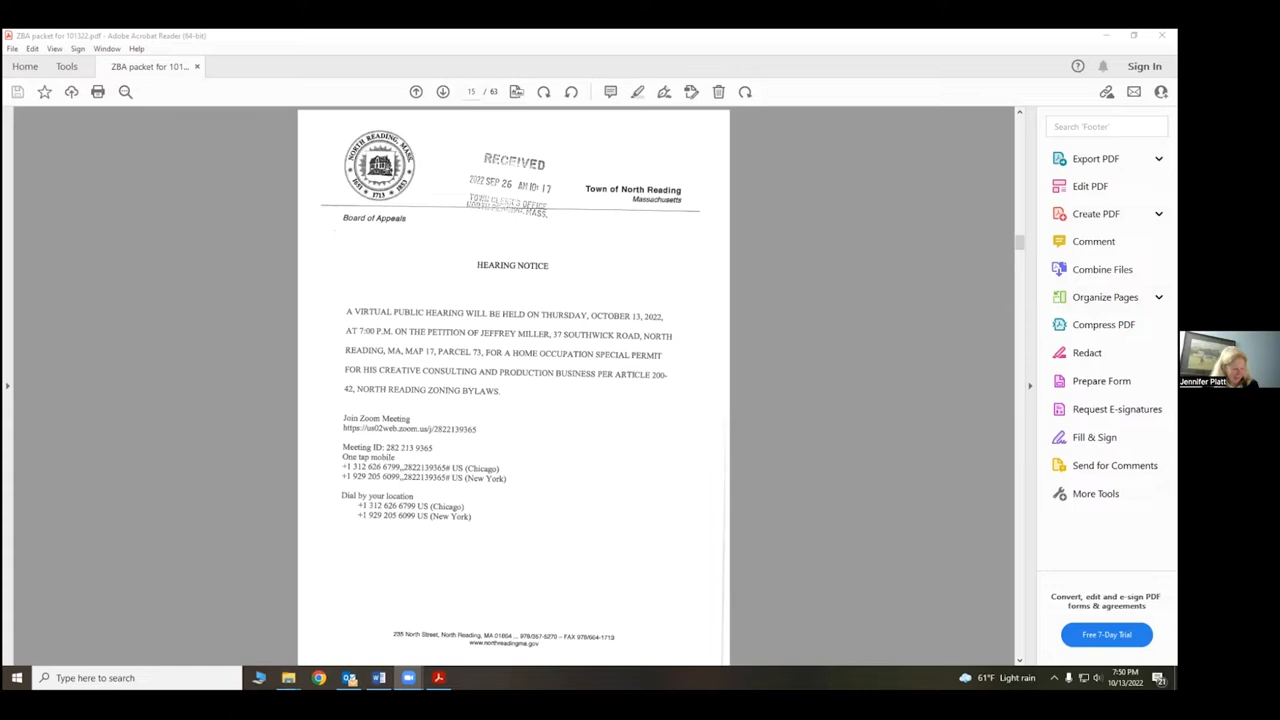 ZBA packet for 101322.pdf - Adobe Acrobat Reader (64-bit)
File Edit View Sign Window Help
Home Tools ZBA packet for 101... × Sign In
15 / 63
Search 'Footer'
Export PDF
Edit PDF
Create PDF
Comment
Combine Files
Organize Pages
Compress PDF
Redact
Prepare Form
Request E-signatures
Fill & Sign
Send for Comments
More Tools
Convert, edit and e-sign PDF
forms & agreements
Free 7-Day Trial
NORTH READING, MASS.
1651 1713 1853
RECEIVED
2022 SEP 26 AM 10:17
TOWN CLERK'S OFFICE
NORTH READING, MASS.
Town of North Reading
Massachusetts
Board of Appeals
HEARING NOTICE
A VIRTUAL PUBLIC HEARING WILL BE HELD ON THURSDAY, OCTOBER 13, 2022,
AT 7:00 P.M. ON THE PETITION OF JEFFREY MILLER, 37 SOUTHWICK ROAD, NORTH
READING, MA, MAP 17, PARCEL 73, FOR A HOME OCCUPATION SPECIAL PERMIT
FOR HIS CREATIVE CONSULTING AND PRODUCTION BUSINESS PER ARTICLE 200-
42, NORTH READING ZONING BYLAWS.
Join Zoom Meeting
https://us02web.zoom.us/j/2822139365
Meeting ID: 282 213 9365
One tap mobile
+1 312 626 6799,,2822139365# US (Chicago)
+1 929 205 6099,,2822139365# US (New York)
Dial by your location
+1 312 626 6799 US (Chicago)
+1 929 205 6099 US (New York)
235 North Street, North Reading, MA 01864 ... 978/357-5270 – FAX 978/664-1713
www.northreadingma.gov
Jennifer Platt
Type here to search
61°F Light rain
7:50 PM
10/13/2022
21